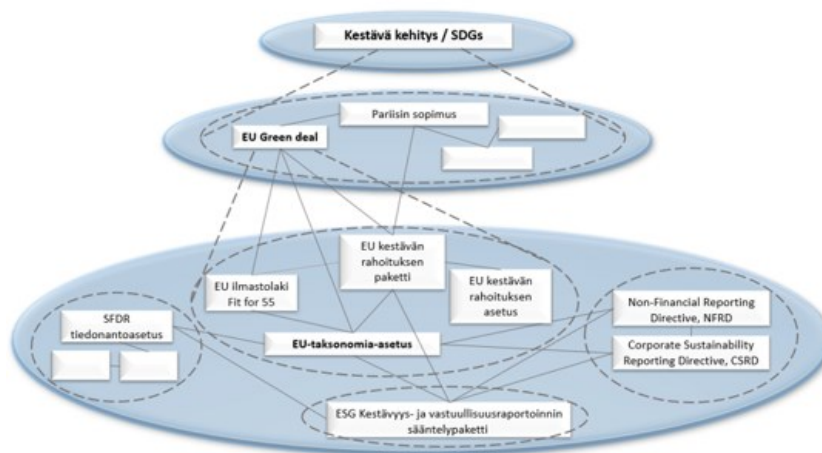 Kestävä kehitys / SDGs
Pariisin sopimus
EU Green deal
EU kestävän
rahoituksen
paketti
EU ilmastolaki
Fit for 55
EU kestävän
rahoituksen
asetus
Non-Financial Reporting
Directive, NFRD
SFDR
tiedonantoasetus
EU-taksonomia-asetus
Corporate Sustainability
Reporting Directive, CSRD
ESG Kestävyys- ja vastuullisuusraportoinnin
sääntelypaketti